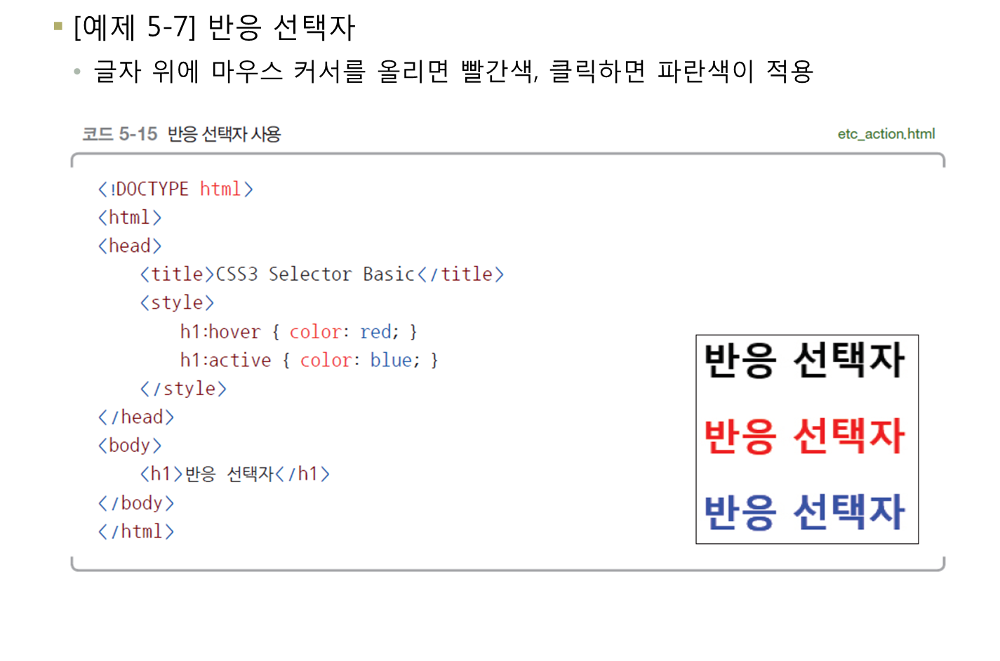 [예제 5-7] 반응 선택자
글자 위에 마우스 커서를 올리면 빨간색, 클릭하면 파란색이 적용
코드 5-15 반응 선택자 사용
etc_action.html
<!DOCTYPE html>
<html>
<head>
<title>CSS3 Selector Basic</title>
<style>
h1:hover { color: red; }
h1:active { color: blue; }
</style>
</head>
<body>
<h1>반응 선택자</h1>
</body>
</html>
반응 선택자
반응 선택자
반응 선택자